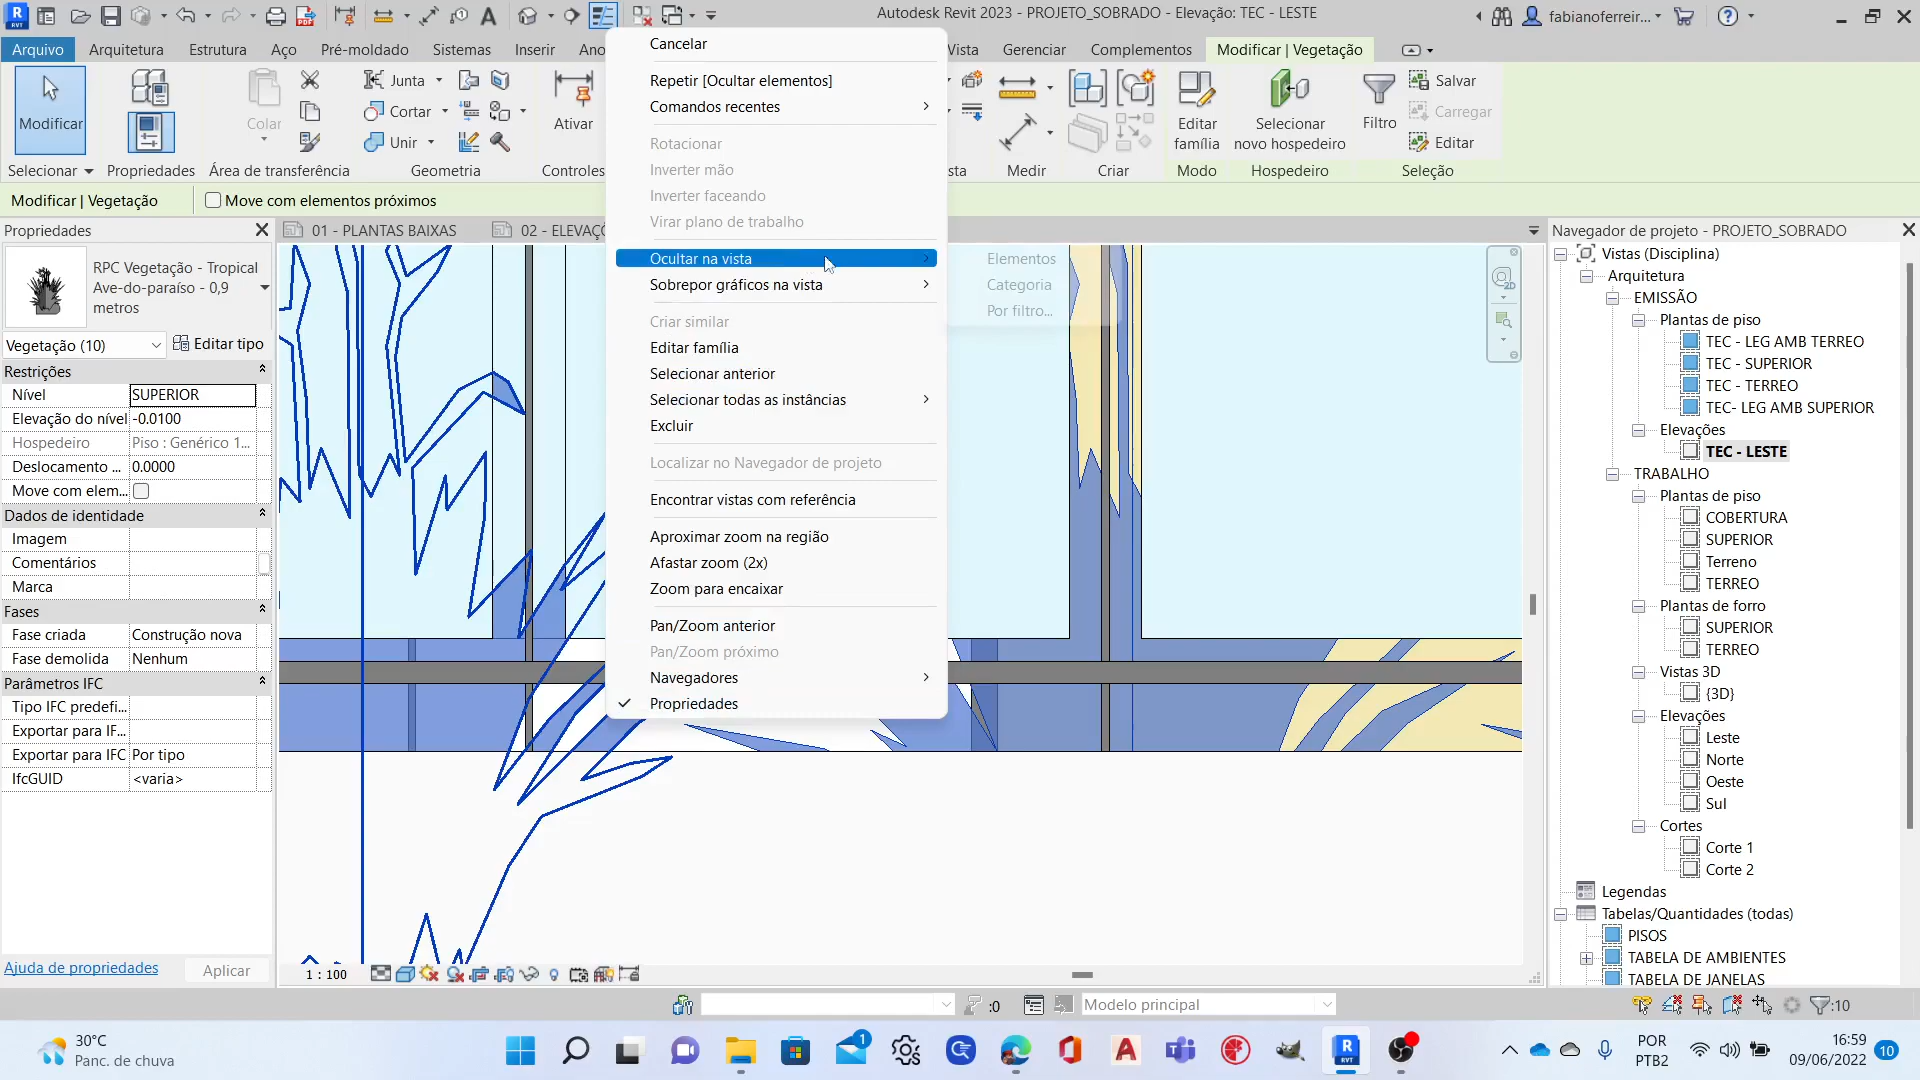 Autodesk Revit 2023 - PROJETO_SOBRADO - Elevação: TEC - LESTE
fabianoferreir...
Arquivo
Arquitetura
Estrutura
Aço
Pré-moldado
Sistemas
Inserir
Ano
Vista
Gerenciar
Complementos
Modificar | Vegetação
Modificar
Colar
Junta
Cortar
Unir
Ativar
Editar família
Selecionar novo hospedeiro
Filtro
Salvar
Carregar
Editar
Selecionar
Propriedades
Área de transferência
Geometria
Controles
sta
Medir
Criar
Modo
Hospedeiro
Seleção
Modificar | Vegetação
Move com elementos próximos
Propriedades
RPC Vegetação - Tropical
Ave-do-paraíso - 0,9
metros
Vegetação (10)
Editar tipo
Restrições
Nível SUPERIOR
Elevação do nível -0.0100
Hospedeiro Piso : Genérico 1...
Deslocamento ... 0.0000
Move com elem...
Dados de identidade
Imagem
Comentários
Marca
Fases
Fase criada Construção nova
Fase demolida Nenhum
Parâmetros IFC
Tipo IFC predefi...
Exportar para IF...
Exportar para IFC Por tipo
IfcGUID <varia>
Ajuda de propriedades
Aplicar
01 - PLANTAS BAIXAS
02 - ELEVAÇ
Cancelar
Repetir [Ocultar elementos]
Comandos recentes
Rotacionar
Inverter mão
Inverter faceando
Virar plano de trabalho
Ocultar na vista
Sobrepor gráficos na vista
Criar similar
Editar família
Selecionar anterior
Selecionar todas as instâncias
Excluir
Localizar no Navegador de projeto
Encontrar vistas com referência
Aproximar zoom na região
Afastar zoom (2x)
Zoom para encaixar
Pan/Zoom anterior
Pan/Zoom próximo
Navegadores
Propriedades
Elementos
Categoria
Por filtro...
2D
Navegador de projeto - PROJETO_SOBRADO
Vistas (Disciplina)
Arquitetura
EMISSÃO
Plantas de piso
TEC - LEG AMB TERREO
TEC - SUPERIOR
TEC - TERREO
TEC- LEG AMB SUPERIOR
Elevações
TEC - LESTE
TRABALHO
Plantas de piso
COBERTURA
SUPERIOR
Terreno
TERREO
Plantas de forro
SUPERIOR
TERREO
Vistas 3D
{3D}
Elevações
Leste
Norte
Oeste
Sul
Cortes
Corte 1
Corte 2
Legendas
Tabelas/Quantidades (todas)
PISOS
TABELA DE AMBIENTES
TABELA DE JANELAS
1 : 100
:0
Modelo principal
:10
30°C
Panc. de chuva
1
POR
PTB2
16:59
09/06/2022
10